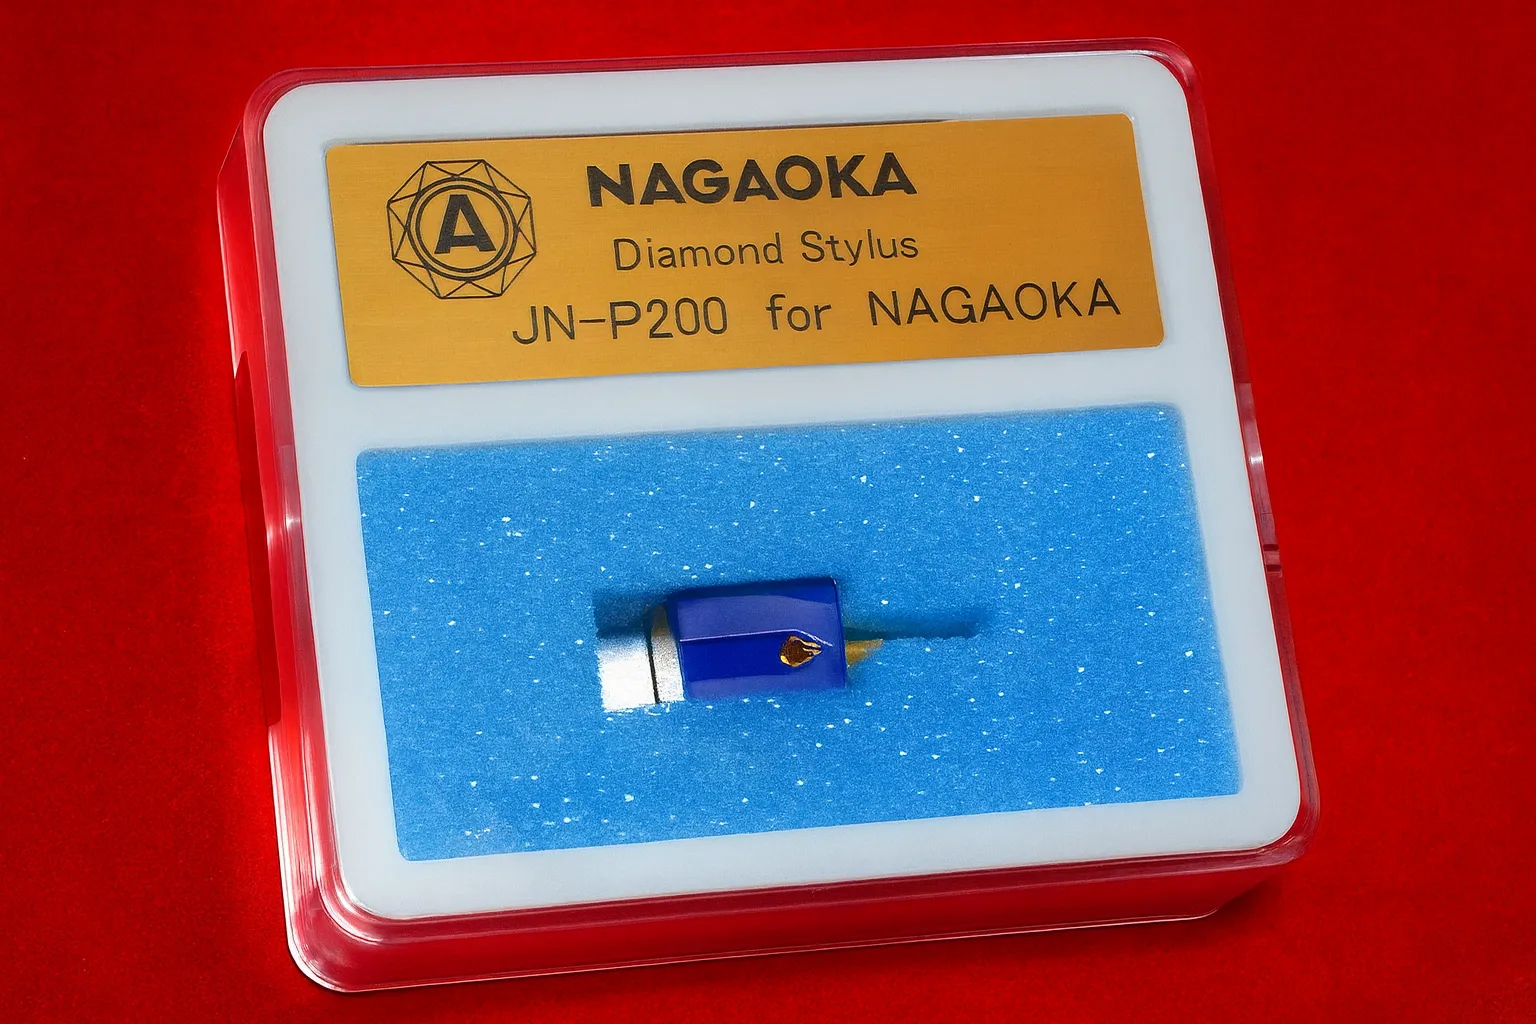 A
NAGAOKA
Diamond Stylus
JN-P200 for NAGAOKA